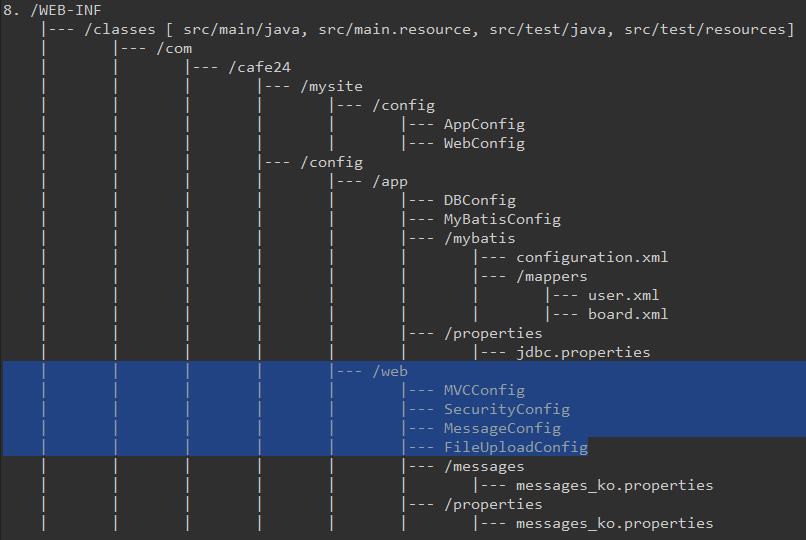 8. /WEB-INF
    |--- /classes [ src/main/java, src/main.resource, src/test/java, src/test/resources]
    |       |--- /com
    |       |       |--- /cafe24
    |       |       |       |--- /mysite
    |       |       |       |       |--- /config
    |       |       |       |       |       |--- AppConfig
    |       |       |       |       |       |--- WebConfig
    |       |       |       |--- /config
    |       |       |       |       |--- /app
    |       |       |       |       |       |--- DBConfig
    |       |       |       |       |       |--- MyBatisConfig
    |       |       |       |       |       |--- /mybatis
    |       |       |       |       |       |       |--- configuration.xml
    |       |       |       |       |       |       |--- /mappers
    |       |       |       |       |       |       |       |--- user.xml
    |       |       |       |       |       |       |       |--- board.xml
    |       |       |       |       |       |--- /properties
    |       |       |       |       |       |       |--- jdbc.properties
    |       |       |       |       |--- /web
    |       |       |       |       |       |--- MVCConfig
    |       |       |       |       |       |--- SecurityConfig
    |       |       |       |       |       |--- MessageConfig
    |       |       |       |       |       |--- FileUploadConfig
    |       |       |       |       |       |--- /messages
    |       |       |       |       |       |       |--- messages_ko.properties
    |       |       |       |       |       |--- /properties
    |       |       |       |       |       |       |--- messages_ko.properties